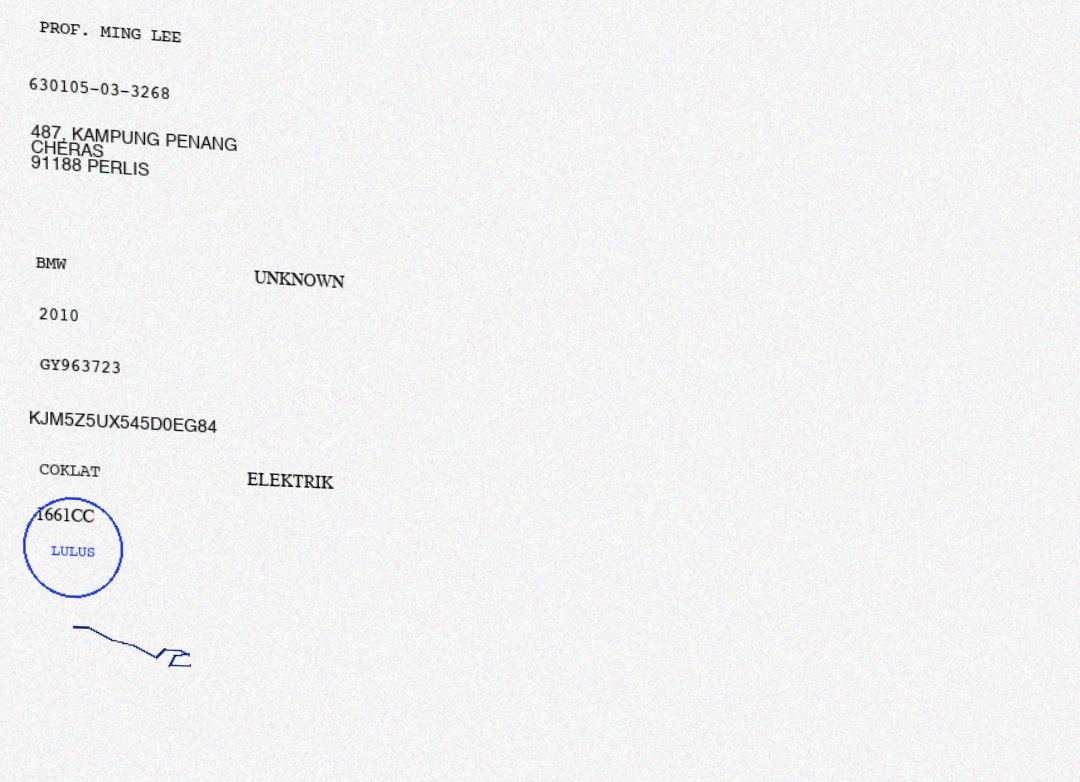 PROF. MING LEE
630105-03-3268
487, KAMPUNG PENANG
CHERAS
91188 PERLIS
BMW UNKNOWN
2010
GY963723
KJM5Z5UX545D0EG84
COKLAT ELEKTRIK
1661CC
LULUS